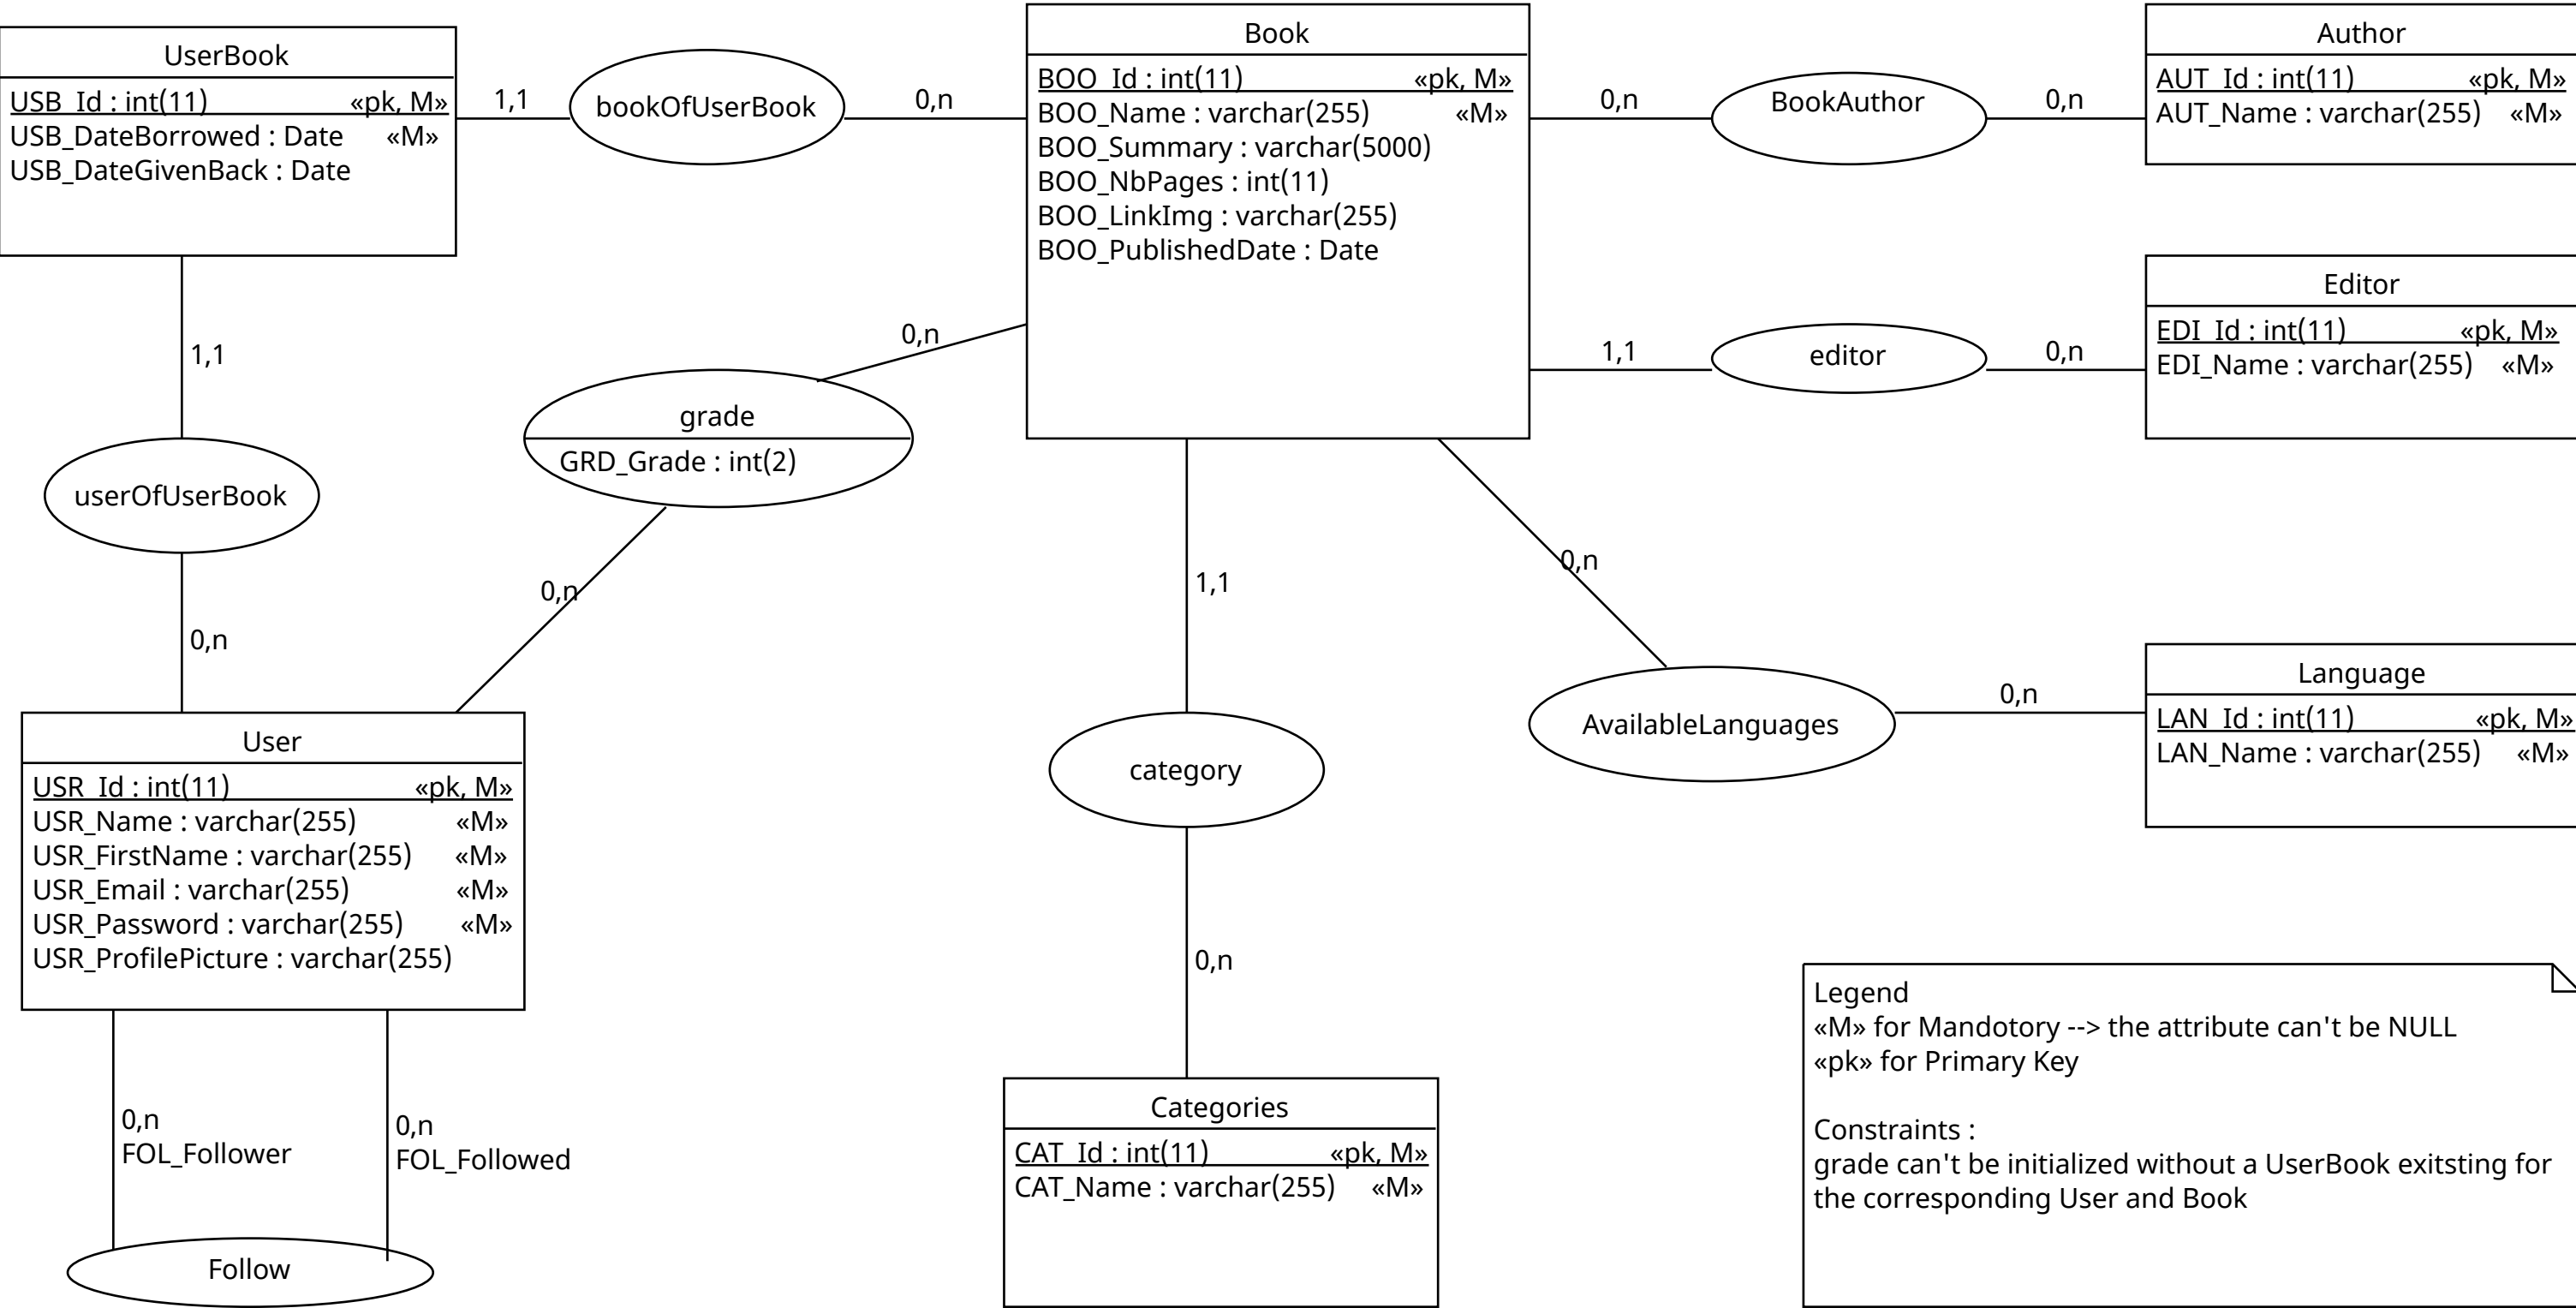 UserBook
USB_Id : int(11) «pk, M»
USB_DateBorrowed : Date «M»
USB_DateGivenBack : Date
1,1
bookOfUserBook
0,n
Book
BOO_Id : int(11) «pk, M»
BOO_Name : varchar(255) «M»
BOO_Summary : varchar(5000)
BOO_NbPages : int(11)
BOO_LinkImg : varchar(255)
BOO_PublishedDate : Date
0,n
BookAuthor
0,n
Author
AUT_Id : int(11) «pk, M»
AUT_Name : varchar(255) «M»
1,1
editor
0,n
Editor
EDI_Id : int(11) «pk, M»
EDI_Name : varchar(255) «M»
1,1
userOfUserBook
0,n
0,n
grade
GRD_Grade : int(2)
0,n
1,1
category
0,n
0,n
AvailableLanguages
0,n
Language
LAN_Id : int(11) «pk, M»
LAN_Name : varchar(255) «M»
User
USR_Id : int(11) «pk, M»
USR_Name : varchar(255) «M»
USR_FirstName : varchar(255) «M»
USR_Email : varchar(255) «M»
USR_Password : varchar(255) «M»
USR_ProfilePicture : varchar(255)
0,n
FOL_Follower
0,n
FOL_Followed
Follow
Categories
CAT_Id : int(11) «pk, M»
CAT_Name : varchar(255) «M»
Legend
«M» for Mandotory --> the attribute can't be NULL
«pk» for Primary Key
Constraints :
grade can't be initialized without a UserBook exitsting for
the corresponding User and Book